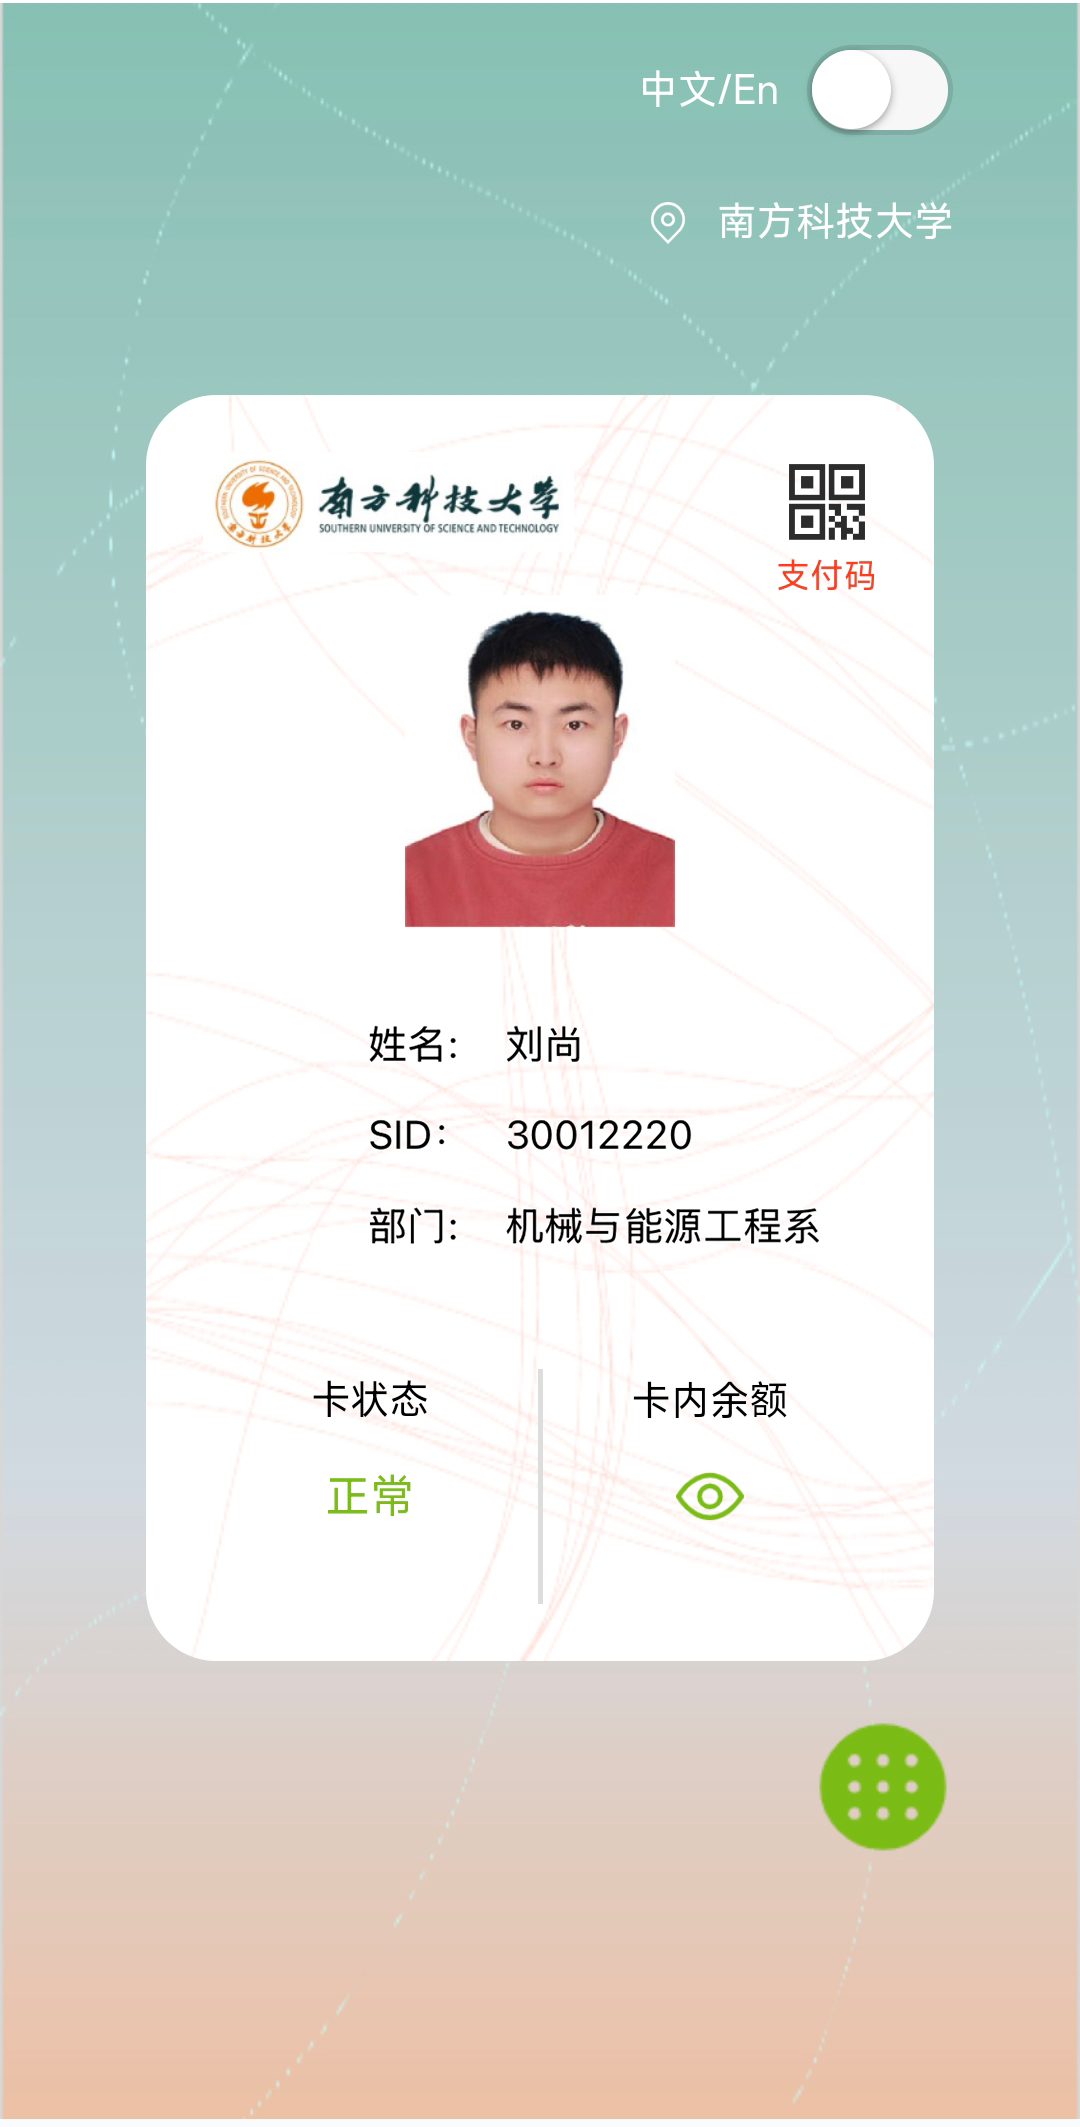 中文/En
南方科技大学
南方科技大学
SOUTHERN UNIVERSITY OF SCIENCE AND TECHNOLOGY
支付码
姓名: 刘尚
SID: 30012220
部门: 机械与能源工程系
卡状态
正常
卡内余额